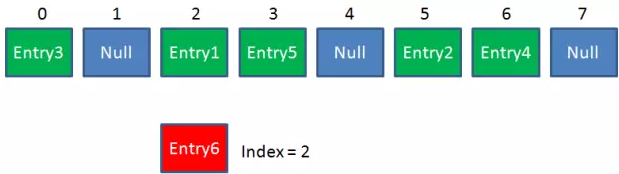 0 1 2 3 4 5 6 7
Entry3 Null Entry1 Entry5 Null Entry2 Entry4 Null
Entry6 Index = 2